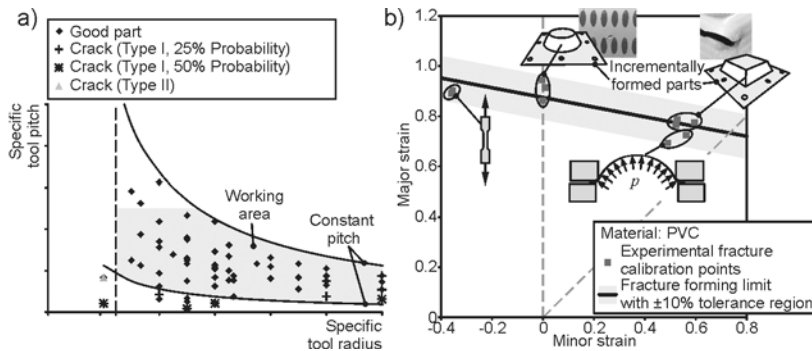 a)
Good part
Crack (Type I, 25% Probability)
Crack (Type I, 50% Probability)
Crack (Type II)
Specific
tool pitch
Working
area
Constant
pitch
Specific
tool radius
b)
1.2
1.0
0.8
0.6
0.4
0.2
0
Major strain
Incrementally
formed parts
p
Material: PVC
Experimental fracture
calibration points
Fracture forming limit
with ±10% tolerance region
-0.4 -0.2 0 0.2 0.4 0.6 0.8
Minor strain